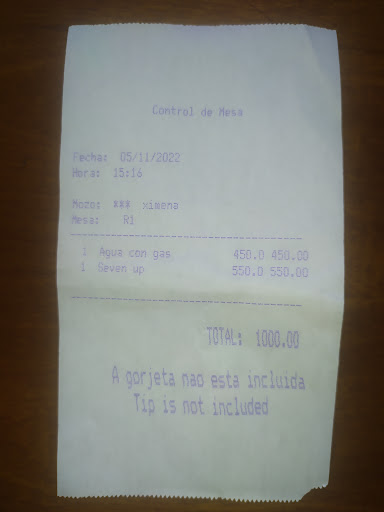 Control de Mesa
Fecha: 05/11/2022
Hora: 15:16
Mozo: ### ximena
Mesa: R1
1 Agua con gas 450.0 450.00
1 Seven up 550.0 550.00
TOTAL: 1000.00
A gorjeta nao esta incluida
Tip is not included